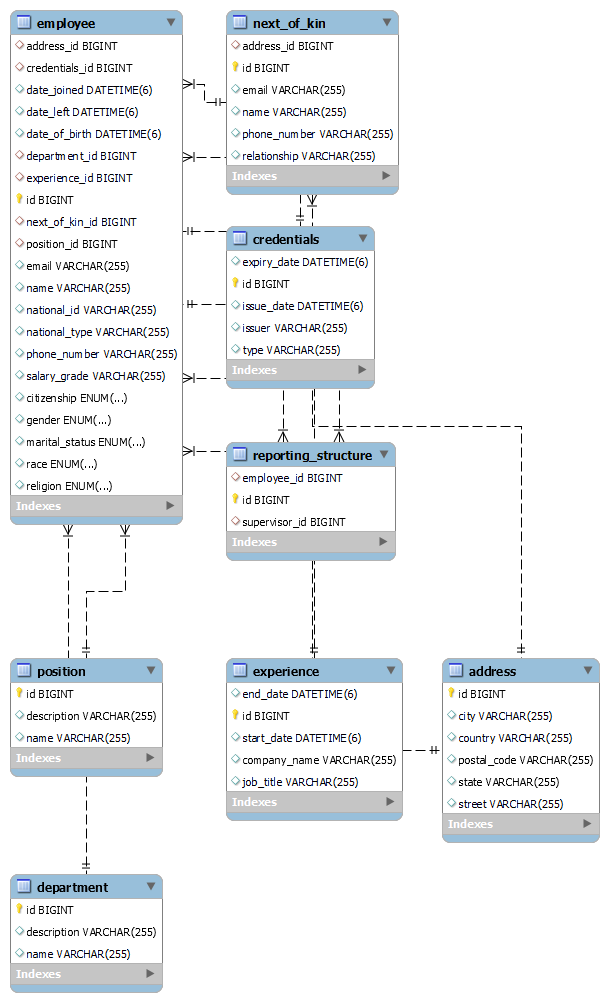 employee
address_id BIGINT
credentials_id BIGINT
date_joined DATETIME(6)
date_left DATETIME(6)
date_of_birth DATETIME(6)
department_id BIGINT
experience_id BIGINT
id BIGINT
next_of_kin_id BIGINT
position_id BIGINT
email VARCHAR(255)
name VARCHAR(255)
national_id VARCHAR(255)
national_type VARCHAR(255)
phone_number VARCHAR(255)
salary_grade VARCHAR(255)
citizenship ENUM(...)
gender ENUM(...)
marital_status ENUM(...)
race ENUM(...)
religion ENUM(...)
Indexes
next_of_kin
address_id BIGINT
id BIGINT
email VARCHAR(255)
name VARCHAR(255)
phone_number VARCHAR(255)
relationship VARCHAR(255)
Indexes
credentials
expiry_date DATETIME(6)
id BIGINT
issue_date DATETIME(6)
issuer VARCHAR(255)
type VARCHAR(255)
Indexes
reporting_structure
employee_id BIGINT
id BIGINT
supervisor_id BIGINT
Indexes
position
id BIGINT
description VARCHAR(255)
name VARCHAR(255)
Indexes
experience
end_date DATETIME(6)
id BIGINT
start_date DATETIME(6)
company_name VARCHAR(255)
job_title VARCHAR(255)
Indexes
address
id BIGINT
city VARCHAR(255)
country VARCHAR(255)
postal_code VARCHAR(255)
state VARCHAR(255)
street VARCHAR(255)
Indexes
department
id BIGINT
description VARCHAR(255)
name VARCHAR(255)
Indexes